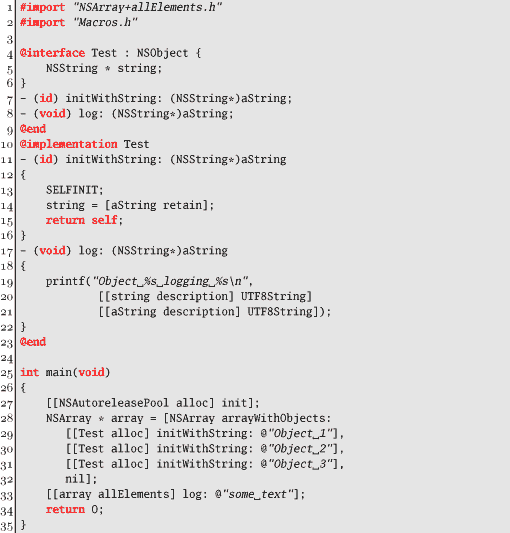 1 #import "NSArray+allElements.h"
2 #import "Macros.h"
3
4 @interface Test : NSObject {
5     NSString * string;
6 }
7 - (id) initWithString: (NSString*)aString;
8 - (void) log: (NSString*)aString;
9 @end
10 @implementation Test
11 - (id) initWithString: (NSString*)aString
12 {
13     SELFINIT;
14     string = [aString retain];
15     return self;
16 }
17 - (void) log: (NSString*)aString
18 {
19     printf("Object␣%s␣logging␣%s\n",
20             [[string description] UTF8String]
21             [[aString description] UTF8String]);
22 }
23 @end
24
25 int main(void)
26 {
27     [[NSAutoreleasePool alloc] init];
28     NSArray * array = [NSArray arrayWithObjects:
29        [[Test alloc] initWithString: @"Object␣1"],
30        [[Test alloc] initWithString: @"Object␣2"],
31        [[Test alloc] initWithString: @"Object␣3"],
32        nil];
33     [[array allElements] log: @"some␣text"];
34     return 0;
35 }